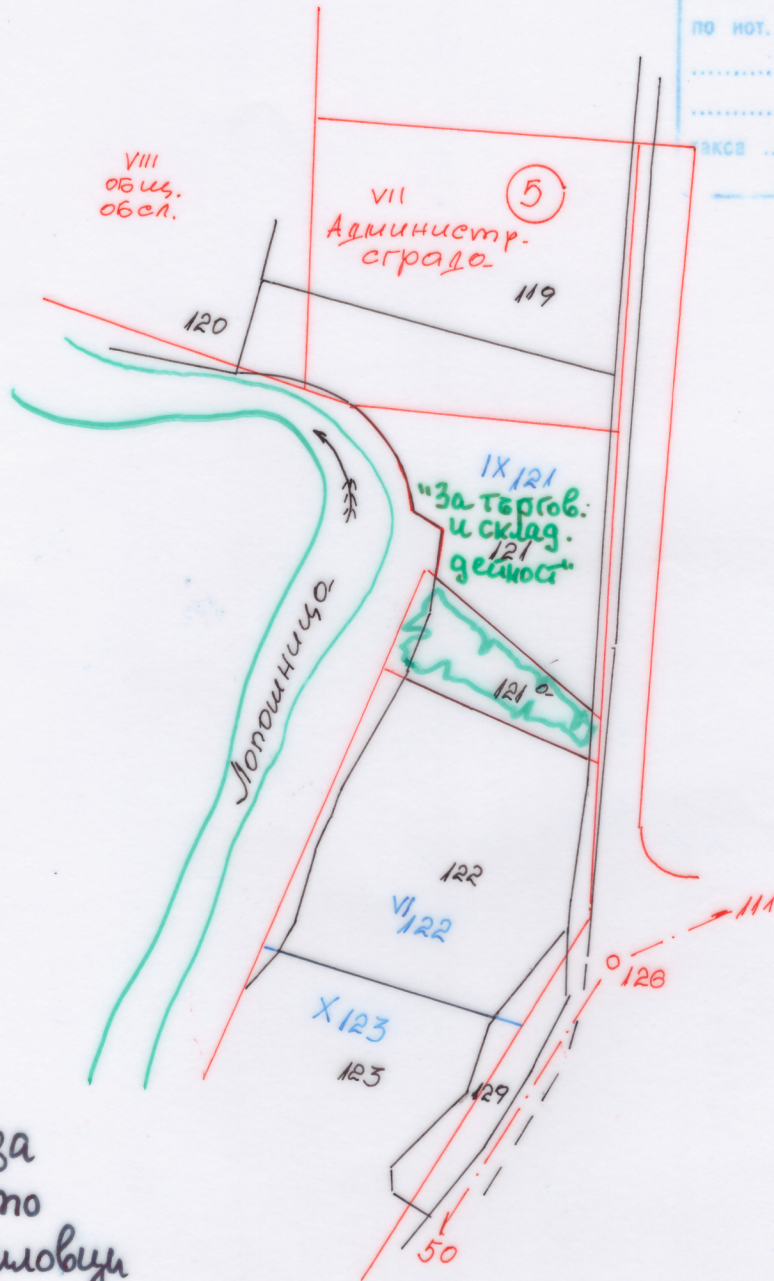 по нот.
такса ..
VIII
общ.
обсл.
VII
5
Администр.
сграда
119
120
IX 121
"За търгов.
и склад.
121
дейност"
121а
Лопошница
122
VI 122
111
126
X 123
123
129
50
за
то
иловци